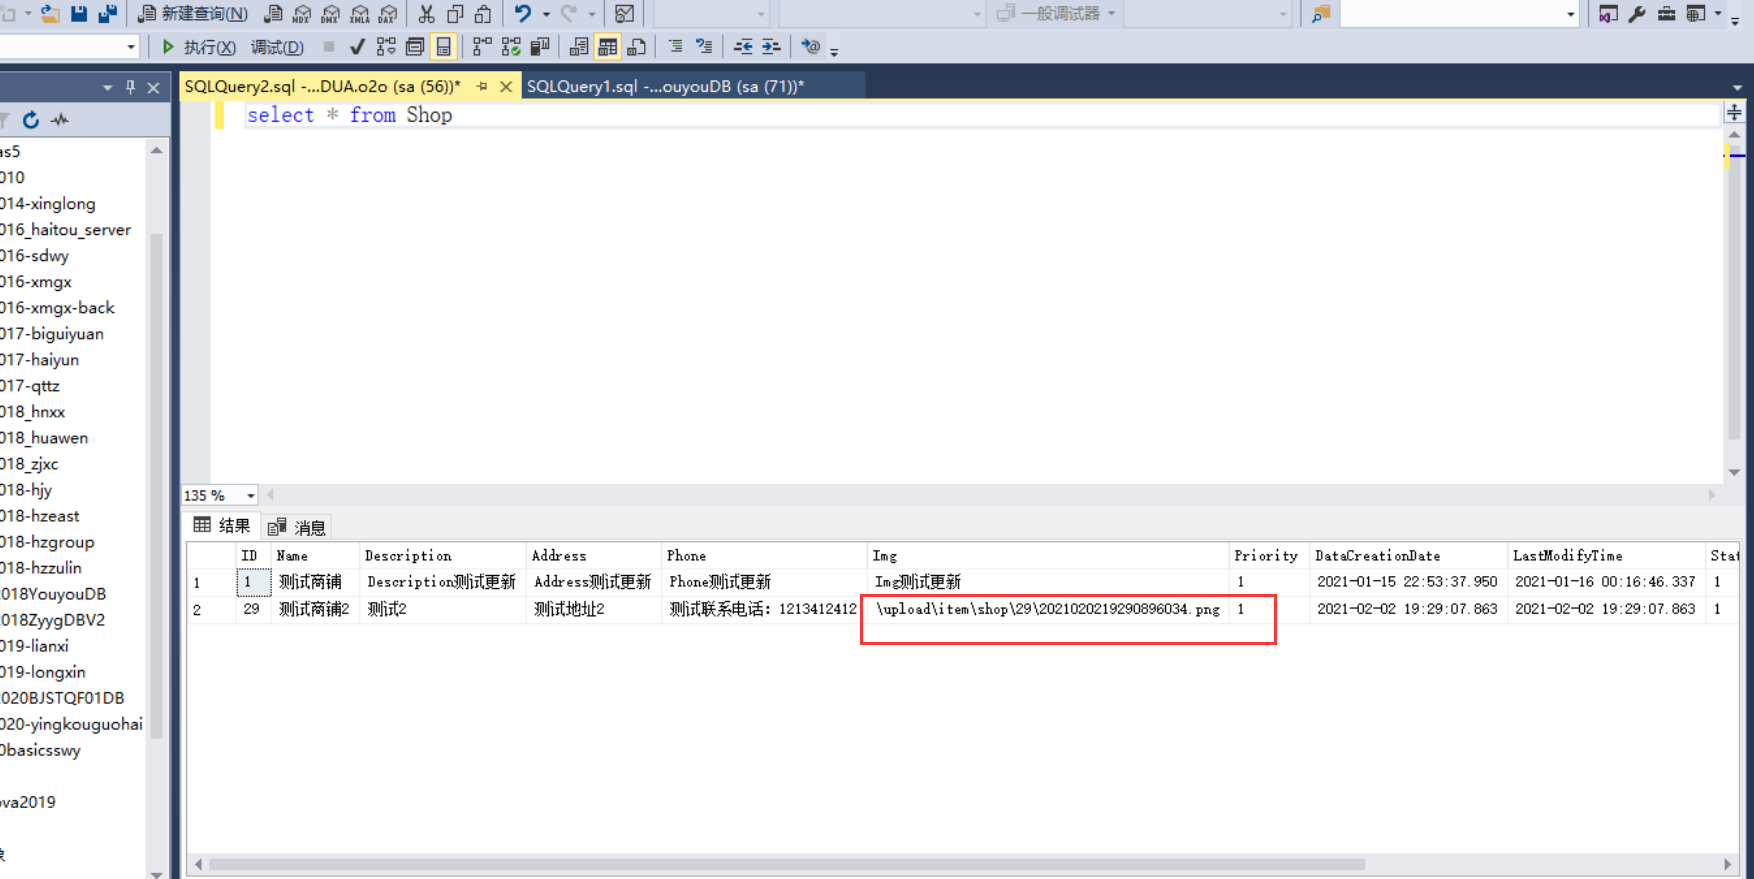 新建查询(N)
MDX DMX XMLA DAX
一般调试器
执行(X) 调试(D)
SQLQuery2.sql -...DUA.o2o (sa (56))*
SQLQuery1.sql -...ouyouDB (sa (71))*
select * from Shop
as5
010
014-xinglong
016_haitou_server
016-sdwy
016-xmgx
016-xmgx-back
017-biguiyuan
017-haiyun
017-qttz
018_hnxx
018_huawen
018_zjxc
018-hjy
018-hzeast
018-hzgroup
018-hzzulin
2018YouyouDB
2018ZyygDBV2
019-lianxi
019-longxin
2020BJSTQF01DB
020-yingkouguohai
0basicsswy
ova2019
135 %
结果 消息
ID Name Description Address Phone Img Priority DataCreationDate LastModifyTime Stat
1 1 测试商铺 Description测试更新 Address测试更新 Phone测试更新 Img测试更新 1 2021-01-15 22:53:37.950 2021-01-16 00:16:46.337 1
2 29 测试商铺2 测试2 测试地址2 测试联系电话：1213412412 \upload\item\shop\29\2021020219290896034.png 1 2021-02-02 19:29:07.863 2021-02-02 19:29:07.863 1